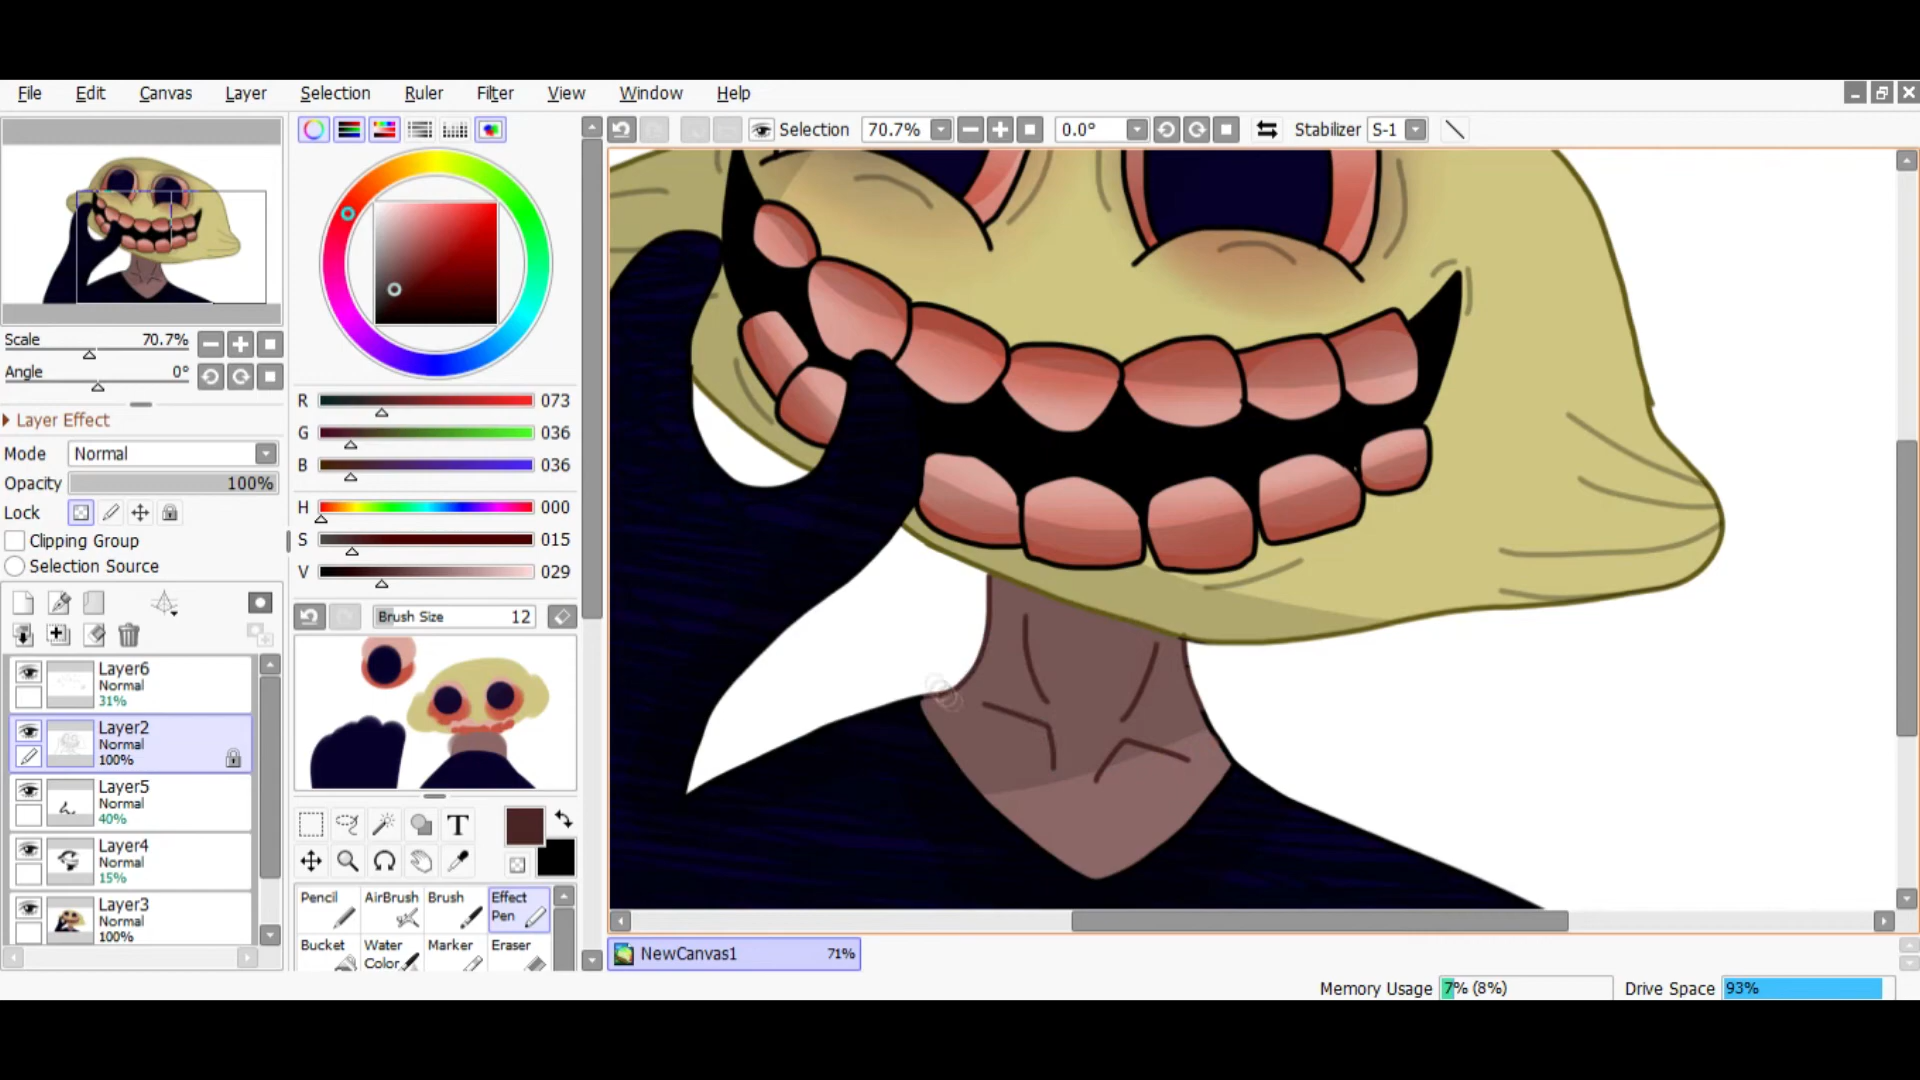 File Edit Canvas Layer Selection Ruler Filter View Window Help
Selection 70.7% 0.0° Stabilizer S-1
Scale 70.7%
Angle 0°
Layer Effect
Mode Normal
Opacity 100%
Lock
Clipping Group
Selection Source
Layer6
Normal
31%
Layer2
Normal
100%
Layer5
Normal
40%
Layer4
Normal
15%
Layer3
Normal
100%
R 073
G 036
B 036
H 000
S 015
V 029
Brush Size 12
T
Pencil AirBrush Brush Effect Pen
Bucket Water Color Marker Eraser
NewCanvas1 71%
Memory Usage 7% (8%) Drive Space 93%